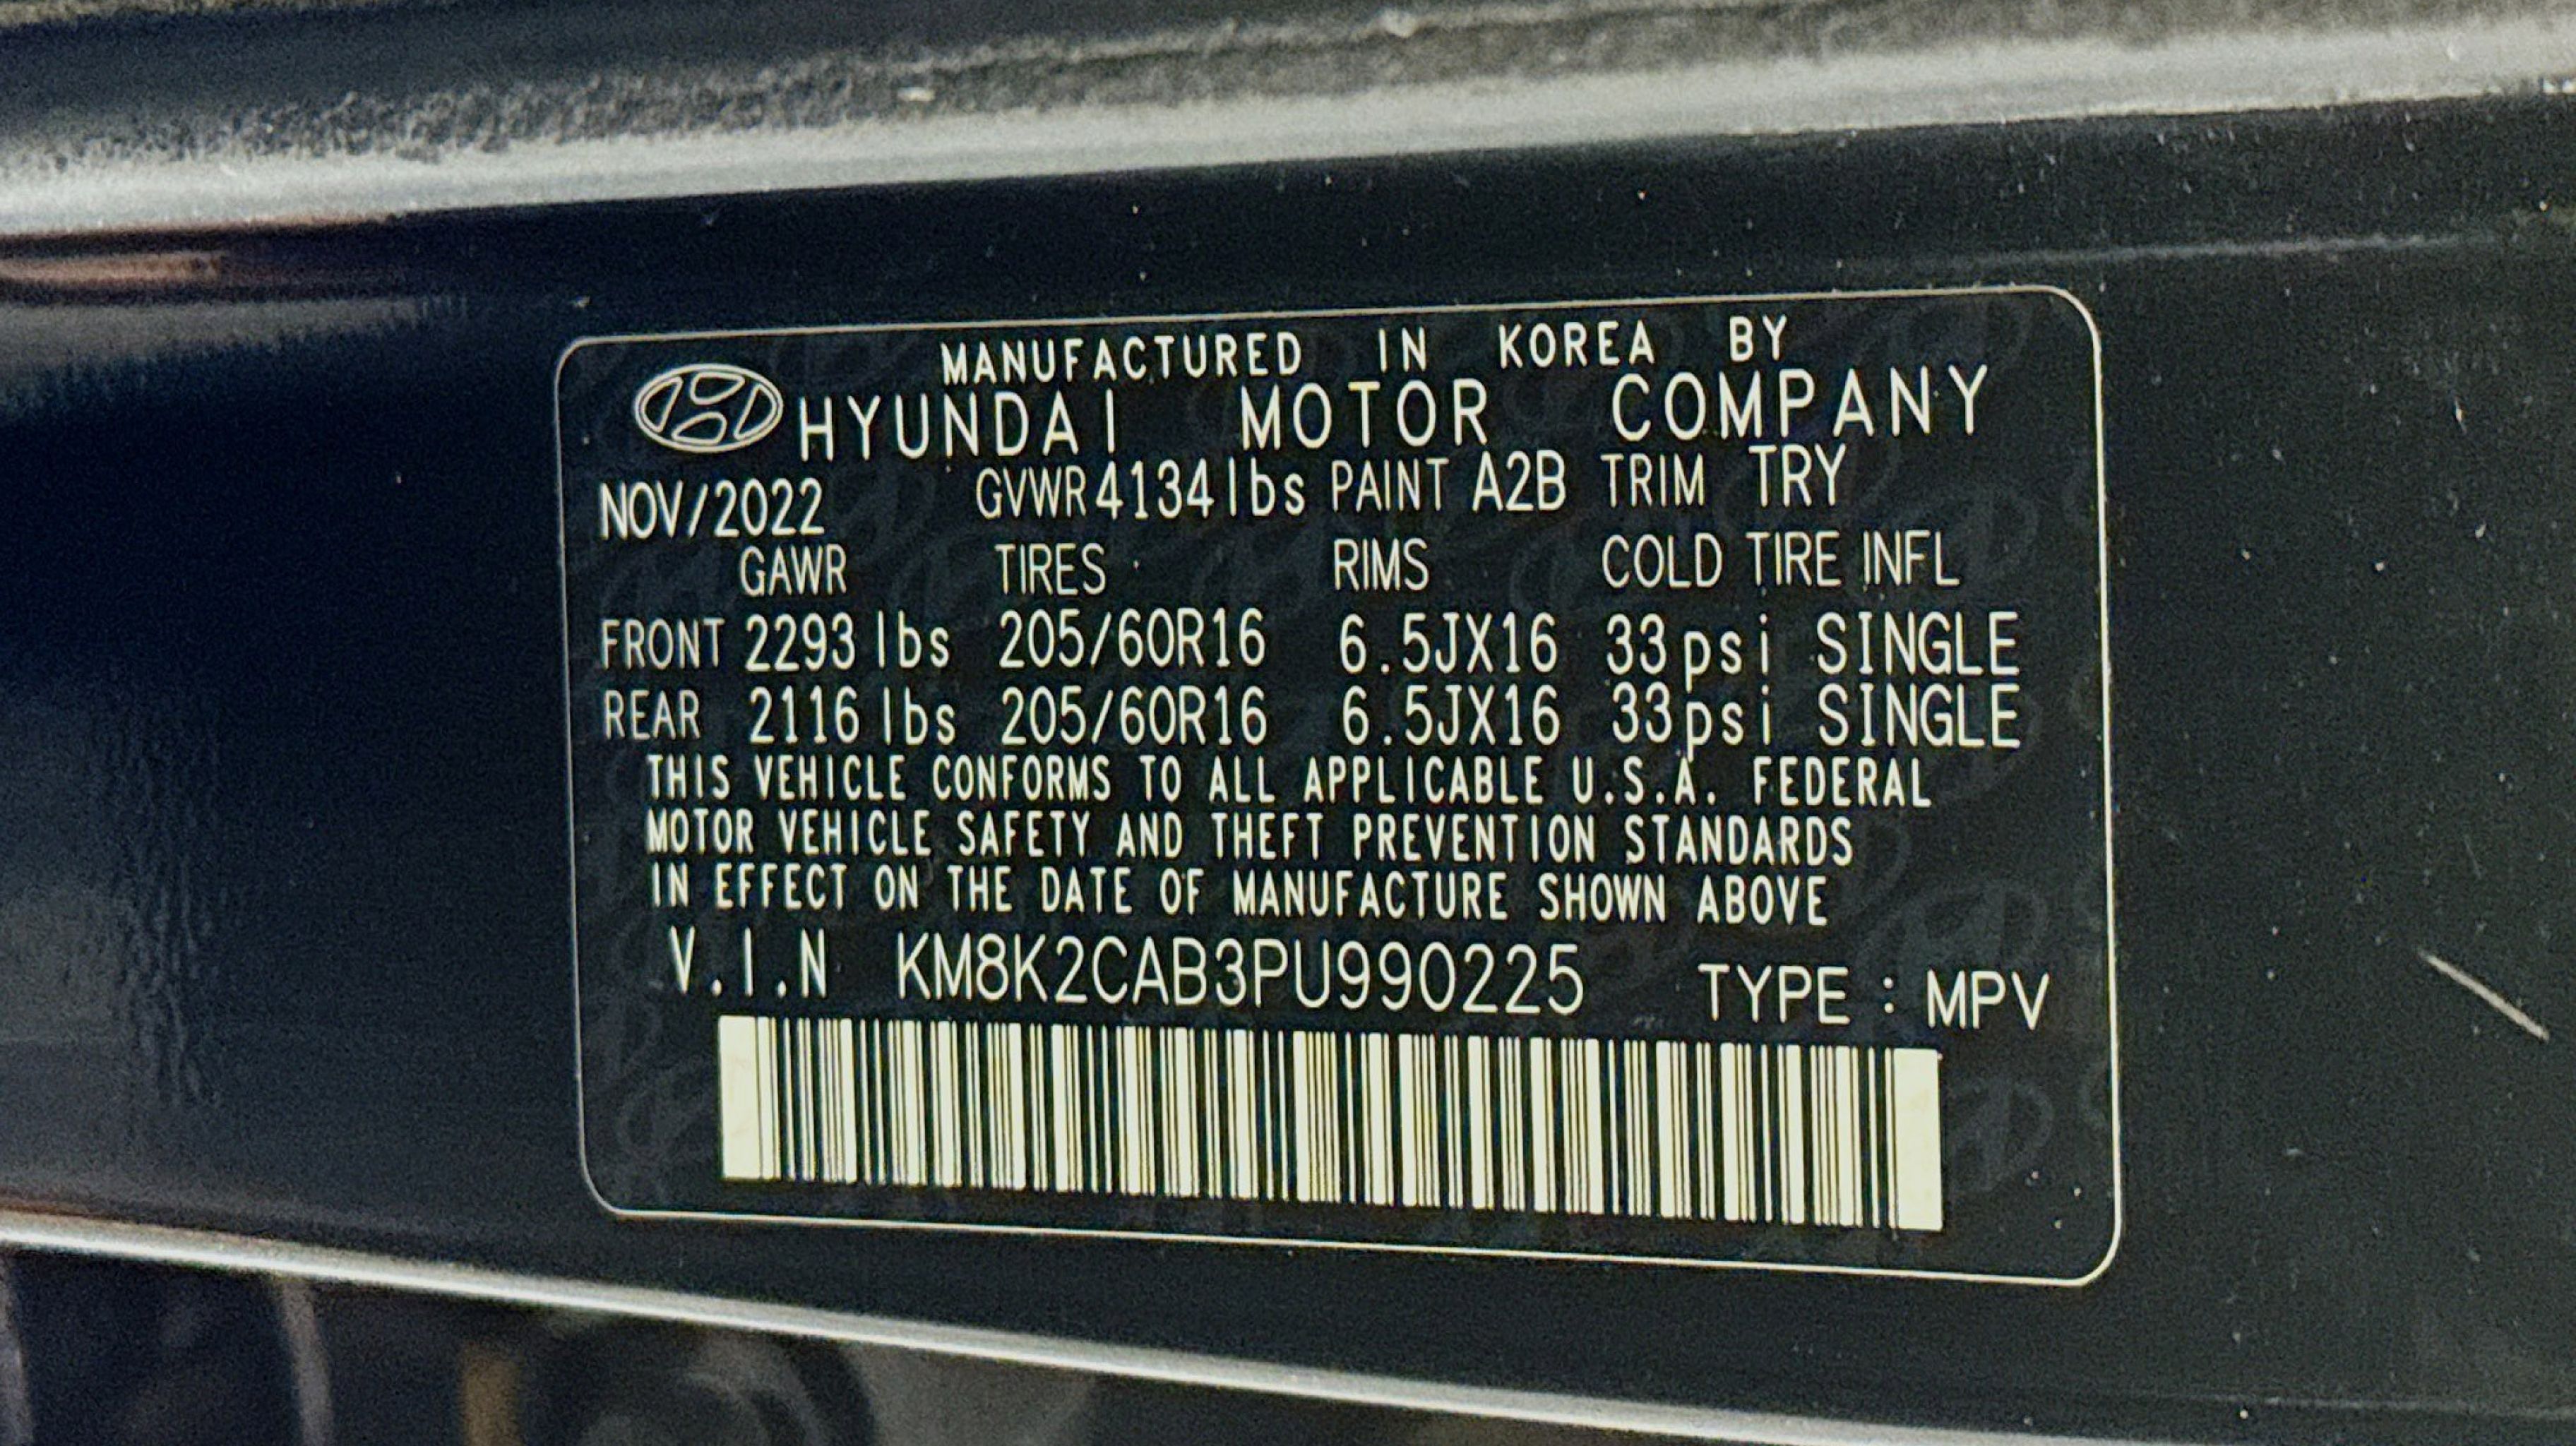 MANUFACTURED IN KOREA BY
HYUNDAI MOTOR COMPANY
NOV/2022 GVWR 4134 lbs PAINT A2B TRIM TRY
GAWR TIRES RIMS COLD TIRE INFL
FRONT 2293 lbs 205/60R16 6.5JX16 33psi SINGLE
REAR 2116 lbs 205/60R16 6.5JX16 33psi SINGLE
THIS VEHICLE CONFORMS TO ALL APPLICABLE U.S.A. FEDERAL
MOTOR VEHICLE SAFETY AND THEFT PREVENTION STANDARDS
IN EFFECT ON THE DATE OF MANUFACTURE SHOWN ABOVE
V.I.N KM8K2CAB3PU990225 TYPE : MPV